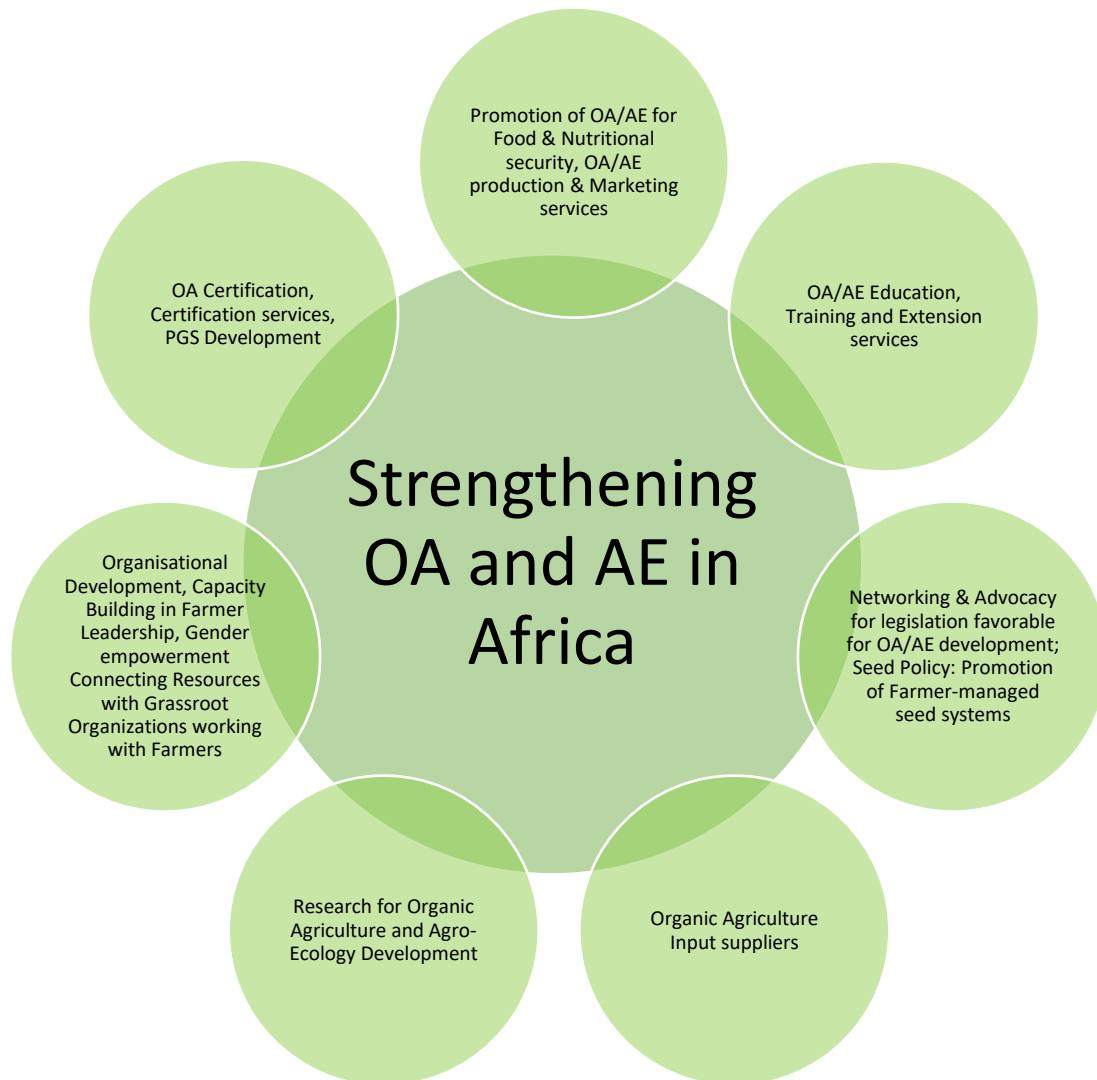 Promotion of OA/AE for
Food & Nutritional
security, OA/AE
production & Marketing
services
OA/AE Education,
Training and Extension
services
Networking & Advocacy
for legislation favorable
for OA/AE development;
Seed Policy: Promotion
of Farmer-managed
seed systems
Organic Agriculture
Input suppliers
Research for Organic
Agriculture and Agro-
Ecology Development
Organisational
Development, Capacity
Building in Farmer
Leadership, Gender
empowerment
Connecting Resources
with Grassroot
Organizations working
with Farmers
OA Certification,
Certification services,
PGS Development
Strengthening
OA and AE in
Africa